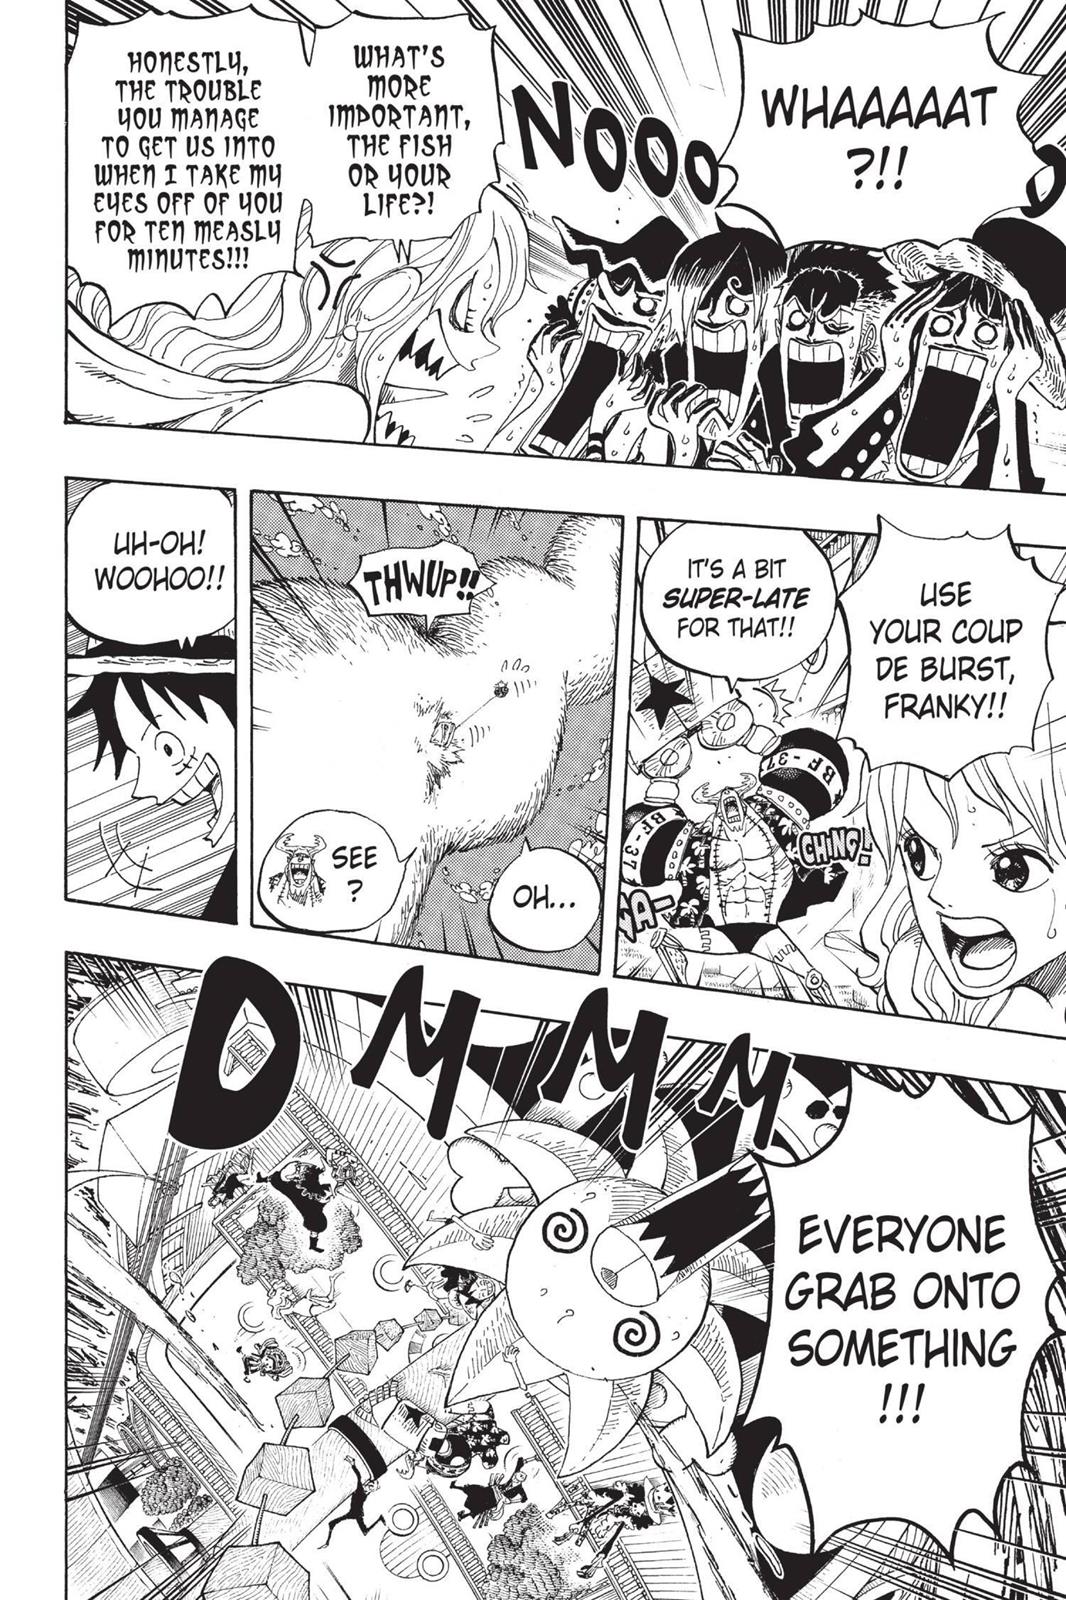 WHAAAAAT
?!!
NOOO
WHAT'S
MORE
IMPORTANT,
THE FISH
OR YOUR
LIFE?!
HONESTLY,
THE TROUBLE
YOU MANAGE
TO GET US INTO
WHEN I TAKE MY
EYES OFF OF YOU
FOR TEN MEASLY
MINUTES!!!
USE
YOUR COUP
DE BURST,
FRANKY!!
IT'S A BIT
SUPER-LATE
FOR THAT!!
BF-37
BF-37
CHING!
THWUP!!
SEE
?
OH...
UH-OH!
WOOHOO!!
DMMM
EVERYONE
GRAB ONTO
SOMETHING
!!!